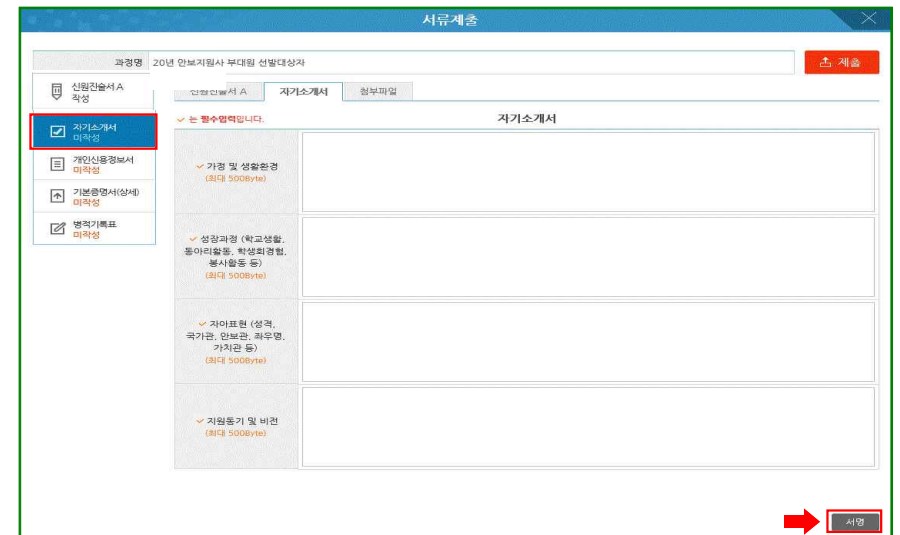 서류제출
과정명 20년 안보지원사 부대원 선발대상자
제출
신원진술서 A
작성
자기소개서
미작성
개인신용정보서
미작성
기본증명서(상세)
미작성
병적기록표
미작성
신원진술서 A 자기소개서 첨부파일
는 필수입력입니다.
자기소개서
가정 및 생활환경
(최대 500Byte)
성장과정 (학교생활,
동아리활동, 학생회경험,
봉사활동 등)
(최대 500Byte)
자아표현 (성격,
국가관, 안보관, 좌우명,
가치관 등)
(최대 500Byte)
지원동기 및 비전
(최대 500Byte)
서명